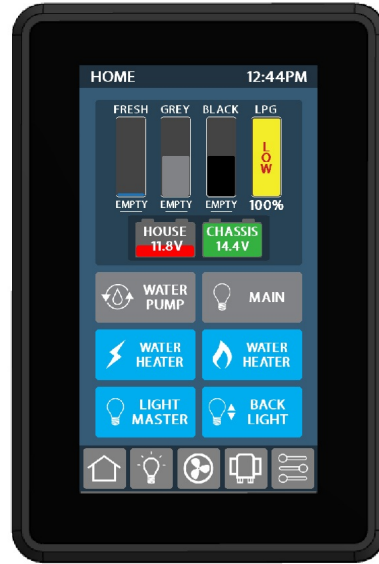 HOME 12:44PM
FRESH GREY BLACK LPG
LOW
EMPTY EMPTY EMPTY 100%
HOUSE CHASSIS
11.8V 14.4V
WATER
PUMP
MAIN
WATER
HEATER
WATER
HEATER
LIGHT
MASTER
BACK
LIGHT